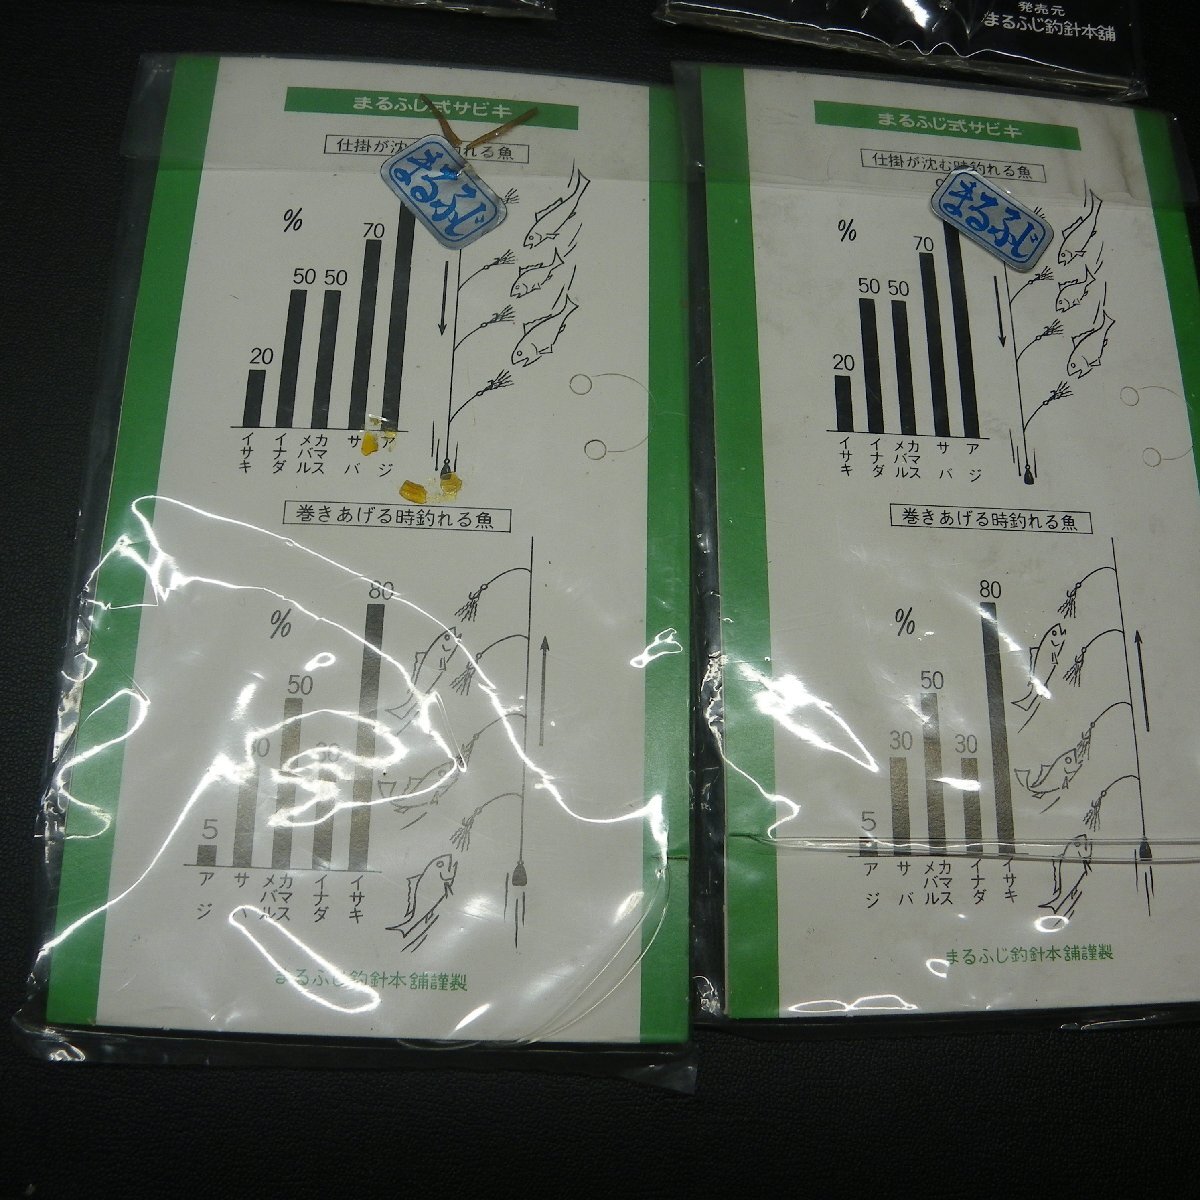 発売元
まるふじ釣針本舗
まるふじ式サビキ
仕掛が沈む時釣れる魚
まるふじ
%
20
50
50
70
イサキ
イナダ
メバル
カマス
サバ
アジ
巻きあげる時釣れる魚
%
5
30
50
30
80
アジ
サバ
メバル
カマス
イナダ
イサキ
まるふじ釣針本舗謹製
まるふじ式サビキ
仕掛が沈む時釣れる魚
まるふじ
%
20
50
50
70
イサキ
イナダ
メバル
カマス
サバ
アジ
巻きあげる時釣れる魚
%
5
30
50
30
80
アジ
サバ
メバル
カマス
イナダ
イサキ
まるふじ釣針本舗謹製